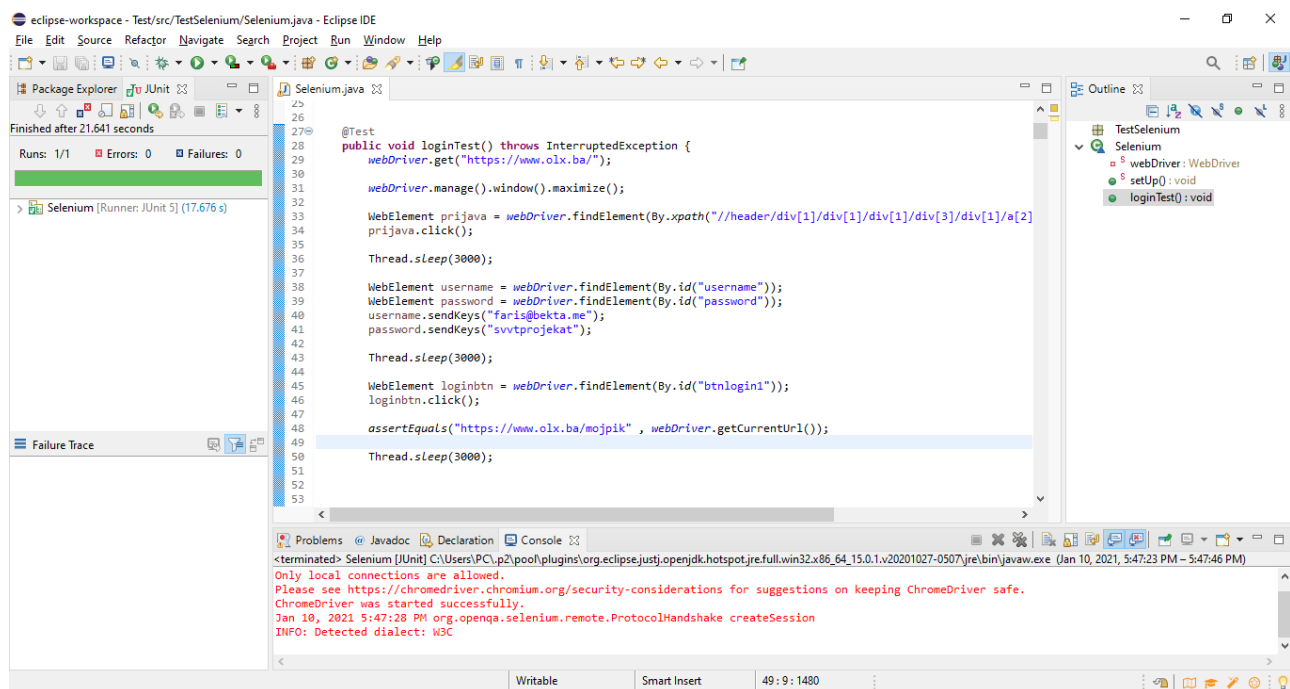 eclipse-workspace - Test/src/TestSelenium/Selenium.java - Eclipse IDE
File Edit Source Refactor Navigate Search Project Run Window Help
Package Explorer JUnit
Finished after 21.641 seconds
Runs: 1/1 Errors: 0 Failures: 0
Selenium [Runner: JUnit 5] (17.676 s)
Failure Trace
Selenium.java
25
26
27 @Test
28 public void loginTest() throws InterruptedException {
29 webDriver.get("https://www.olx.ba/");
30
31 webDriver.manage().window().maximize();
32
33 WebElement prijava = webDriver.findElement(By.xpath("//header/div[1]/div[1]/div[1]/div[3]/div[1]/a[2]
34 prijava.click();
35
36 Thread.sleep(3000);
37
38 WebElement username = webDriver.findElement(By.id("username"));
39 WebElement password = webDriver.findElement(By.id("password"));
40 username.sendKeys("faris@bekta.me");
41 password.sendKeys("svvtprojekat");
42
43 Thread.sleep(3000);
44
45 WebElement loginbtn = webDriver.findElement(By.id("btnlogin1"));
46 loginbtn.click();
47
48 assertEquals("https://www.olx.ba/mojpik" , webDriver.getCurrentUrl());
49
50 Thread.sleep(3000);
51
52
53
Outline
TestSelenium
Selenium
S webDriver : WebDriver
S setUp() : void
loginTest() : void
Problems @ Javadoc Declaration Console
<terminated> Selenium [JUnit] C:\Users\PC\.p2\pool\plugins\org.eclipse.justj.openjdk.hotspot.jre.full.win32.x86_64_15.0.1.v20201027-0507\jre\bin\javaw.exe (Jan 10, 2021, 5:47:23 PM – 5:47:46 PM)
Only local connections are allowed.
Please see https://chromedriver.chromium.org/security-considerations for suggestions on keeping ChromeDriver safe.
ChromeDriver was started successfully.
Jan 10, 2021 5:47:28 PM org.openqa.selenium.remote.ProtocolHandshake createSession
INFO: Detected dialect: W3C
Writable Smart Insert 49 : 9 : 1480